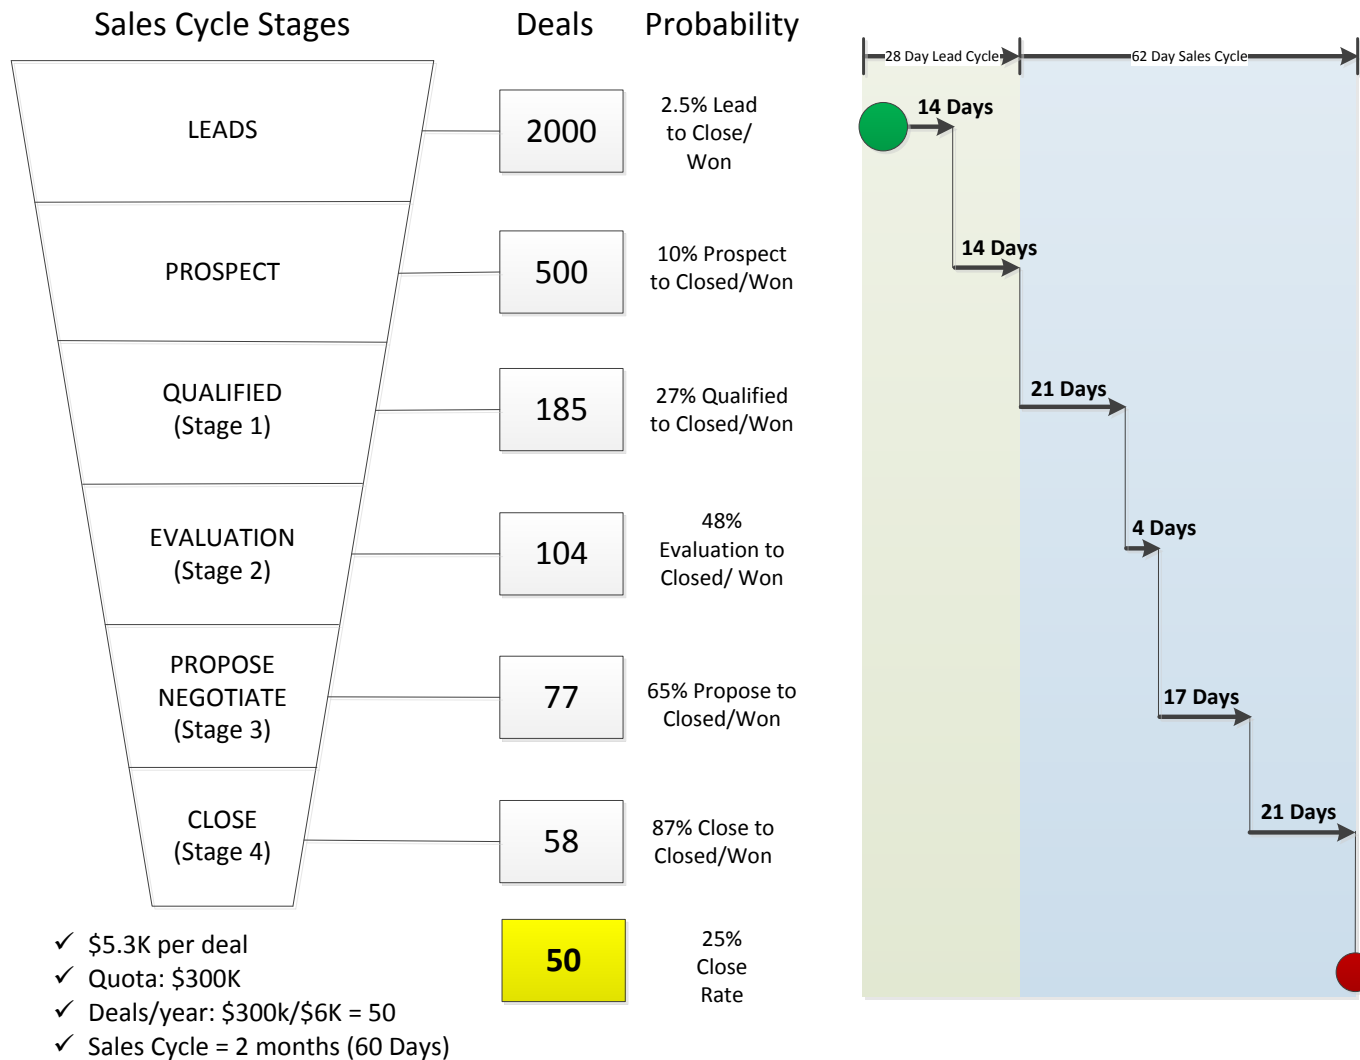 Sales Cycle Stages
Deals
Probability
28 Day Lead Cycle
62 Day Sales Cycle
LEADS
2000
2.5% Lead
to Close/
Won
14 Days
PROSPECT
500
10% Prospect
to Closed/Won
14 Days
QUALIFIED
(Stage 1)
185
27% Qualified
to Closed/Won
21 Days
EVALUATION
(Stage 2)
104
48%
Evaluation to
Closed/ Won
4 Days
PROPOSE
NEGOTIATE
(Stage 3)
77
65% Propose to
Closed/Won
17 Days
CLOSE
(Stage 4)
58
87% Close to
Closed/Won
21 Days
50
25%
Close
Rate
✓ $5.3K per deal
✓ Quota: $300K
✓ Deals/year: $300k/$6K = 50
✓ Sales Cycle = 2 months (60 Days)